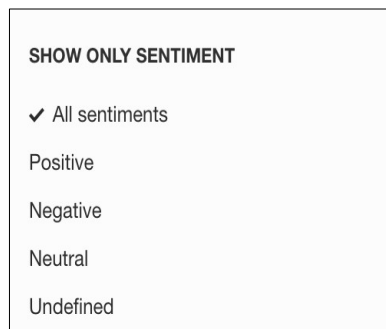 SHOW ONLY SENTIMENT
✓ All sentiments
Positive
Negative
Neutral
Undefined